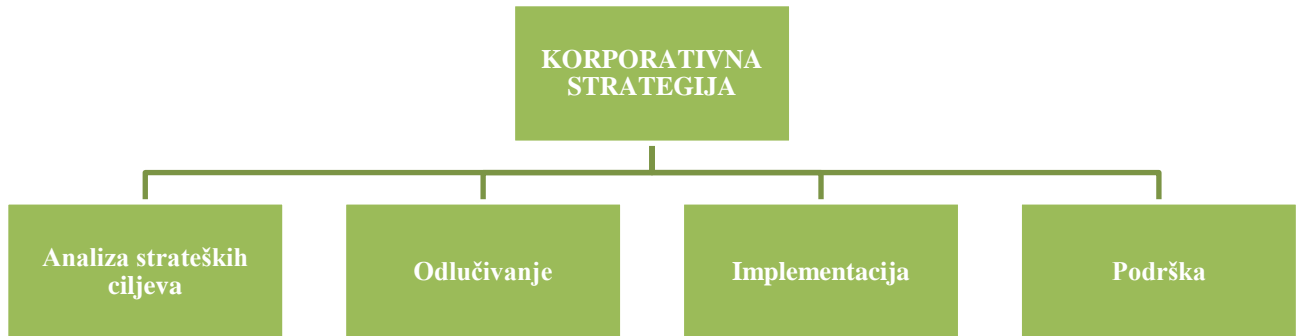 KORPORATIVNA
STRATEGIJA
Analiza strateških
ciljeva
Odlučivanje
Implementacija
Podrška